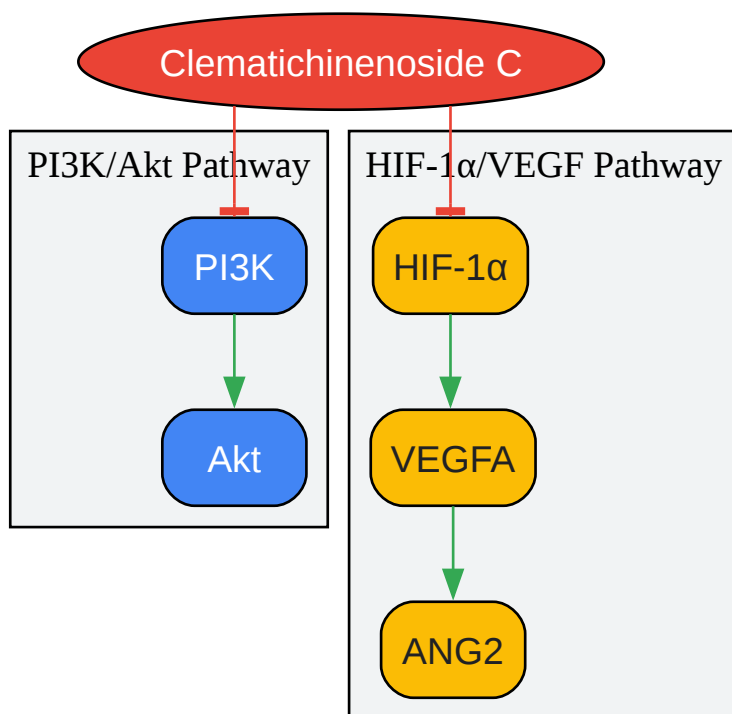 Clematichinenoside C
PI3K/Akt Pathway
HIF-1α/VEGF Pathway
PI3K
HIF-1α
Akt
VEGFA
ANG2